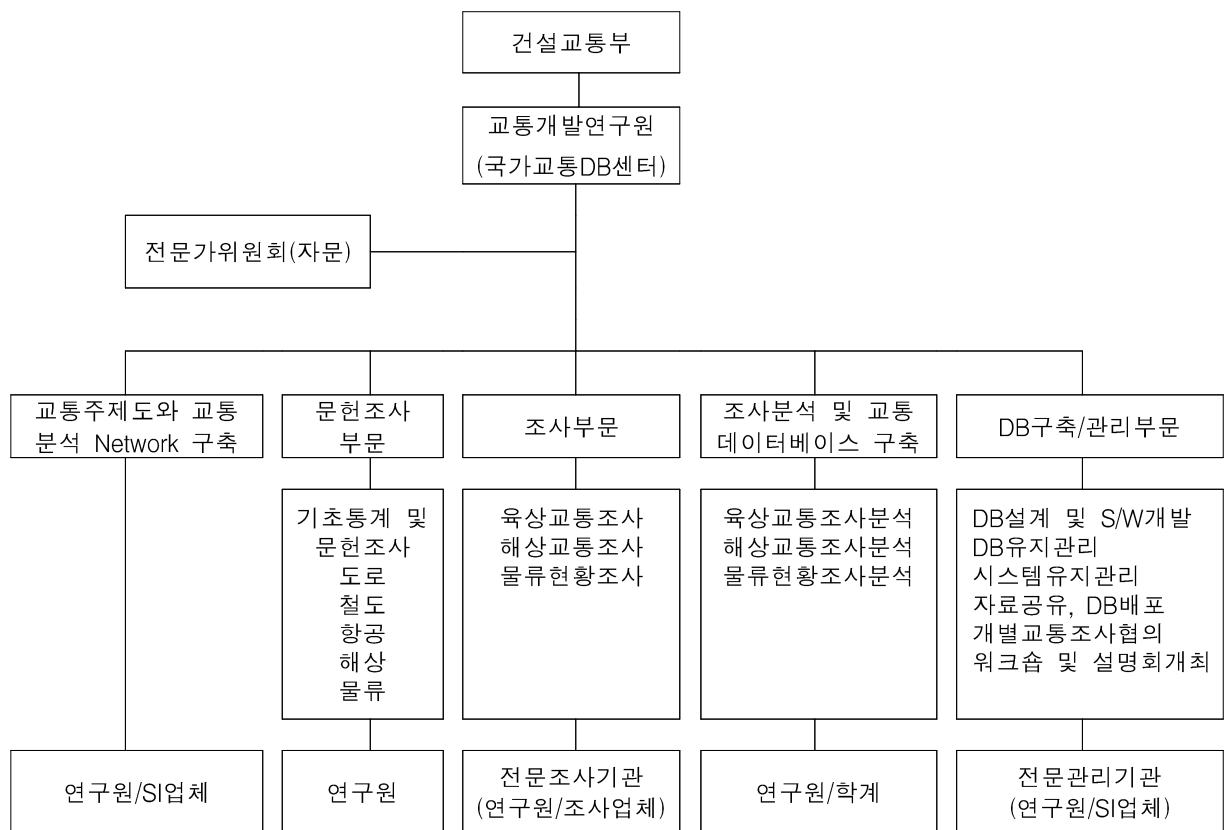 건설교통부
교통개발연구원
(국가교통DB센터)
전문가위원회(자문)
교통주제도와 교통
분석 Network 구축
문헌조사
부문
조사부문
조사분석 및 교통
데이터베이스 구축
DB구축/관리부문
기초통계 및
문헌조사
도로
철도
항공
해상
물류
육상교통조사
해상교통조사
물류현황조사
육상교통조사분석
해상교통조사분석
물류현황조사분석
DB설계 및 S/W개발
DB유지관리
시스템유지관리
자료공유, DB배포
개별교통조사협의
워크숍 및 설명회개최
연구원/SI업체
연구원
전문조사기관
(연구원/조사업체)
연구원/학계
전문관리기관
(연구원/SI업체)